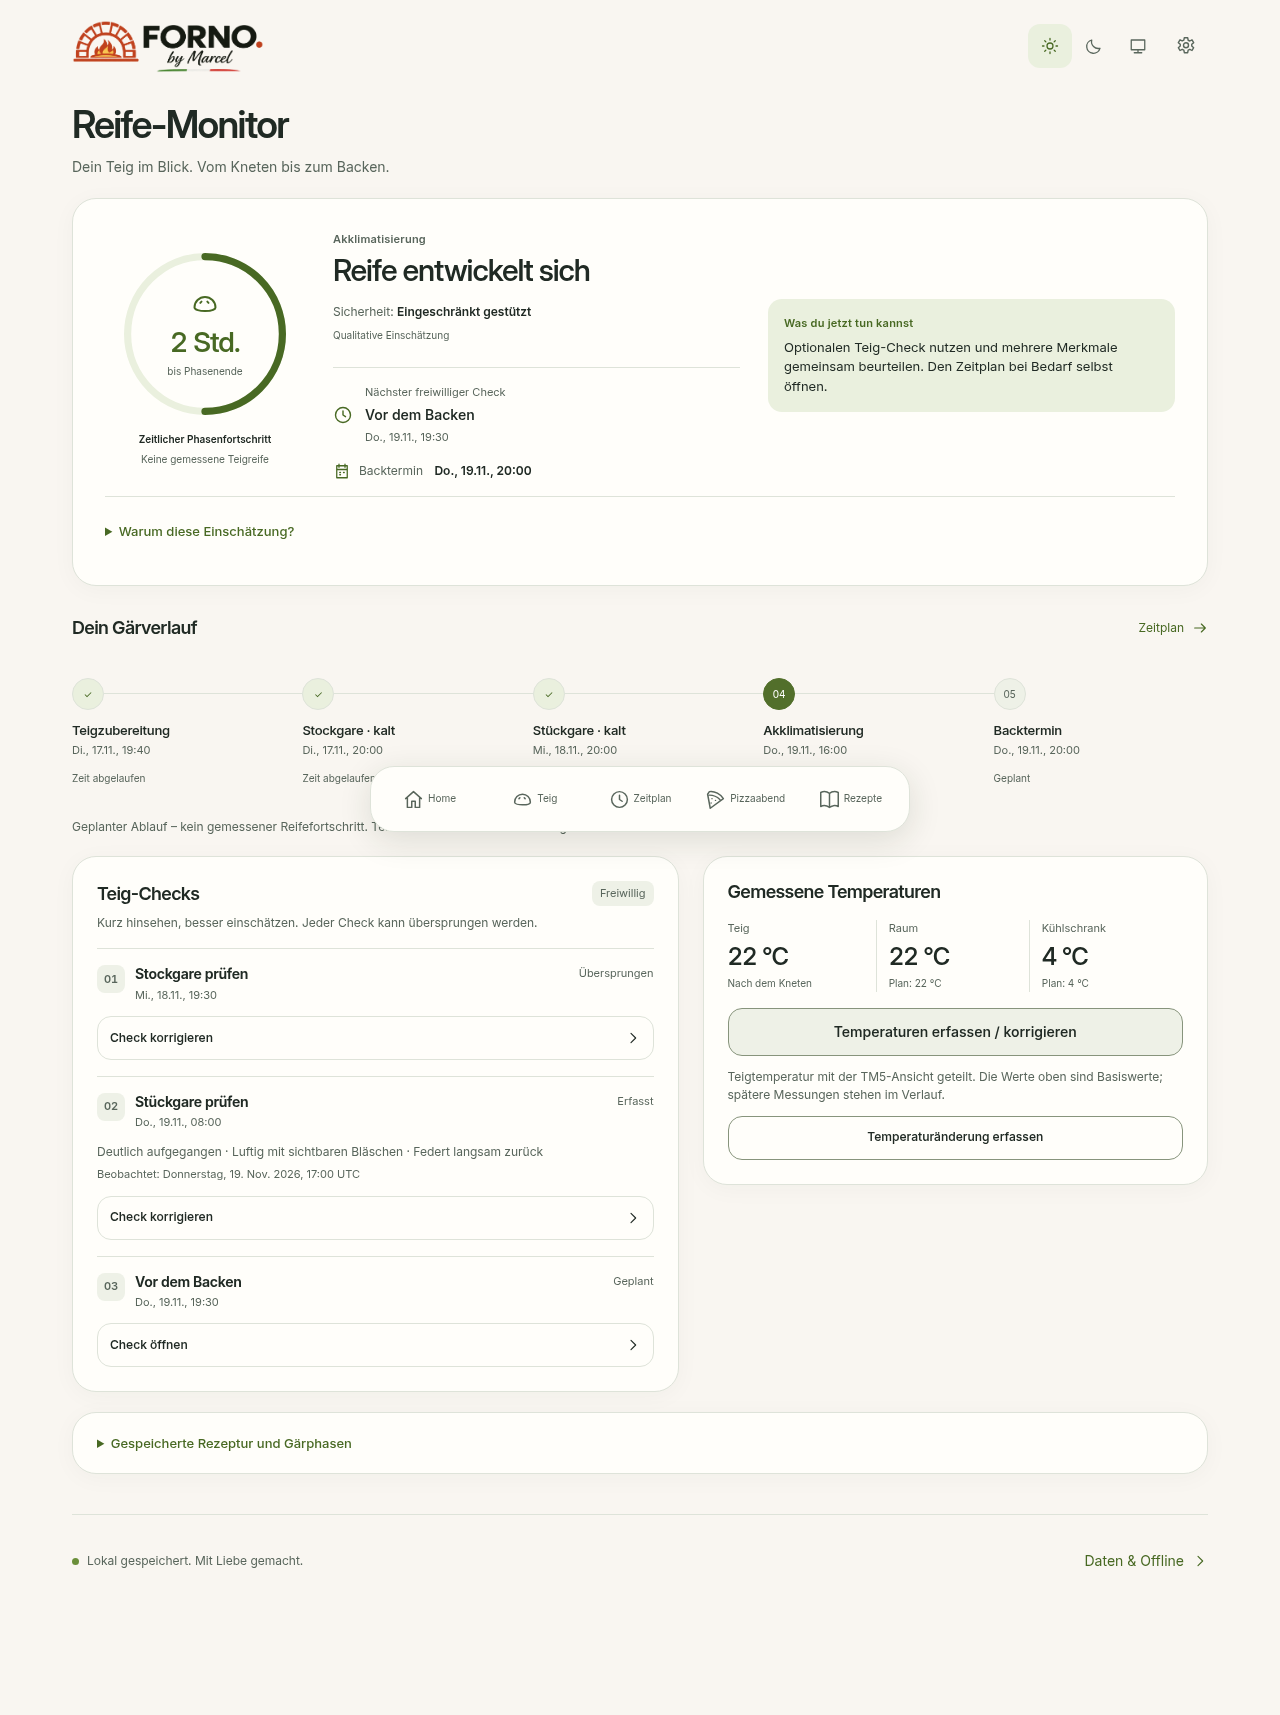 FORNO.
by Marcel
Reife-Monitor
Dein Teig im Blick. Vom Kneten bis zum Backen.
2 Std.
bis Phasenende
Zeitlicher Phasenfortschritt
Keine gemessene Teigreife
Akklimatisierung
Reife entwickelt sich
Sicherheit: Eingeschränkt gestützt
Qualitative Einschätzung
Nächster freiwilliger Check
Vor dem Backen
Do., 19.11., 19:30
Backtermin Do., 19.11., 20:00
Was du jetzt tun kannst
Optionalen Teig-Check nutzen und mehrere Merkmale
gemeinsam beurteilen. Den Zeitplan bei Bedarf selbst
öffnen.
Warum diese Einschätzung?
Dein Gärverlauf
Zeitplan
Teigzubereitung
Di., 17.11., 19:40
Zeit abgelaufen
Stockgare · kalt
Di., 17.11., 20:00
Zeit abgelaufen
Stückgare · kalt
Mi., 18.11., 20:00
04
Akklimatisierung
Do., 19.11., 16:00
05
Backtermin
Do., 19.11., 20:00
Geplant
Geplanter Ablauf – kein gemessener Reifefortschritt.
Home
Teig
Zeitplan
Pizzaabend
Rezepte
Teig-Checks
Freiwillig
Kurz hinsehen, besser einschätzen. Jeder Check kann übersprungen werden.
01
Stockgare prüfen
Übersprungen
Mi., 18.11., 19:30
Check korrigieren
02
Stückgare prüfen
Erfasst
Do., 19.11., 08:00
Deutlich aufgegangen · Luftig mit sichtbaren Bläschen · Federt langsam zurück
Beobachtet: Donnerstag, 19. Nov. 2026, 17:00 UTC
Check korrigieren
03
Vor dem Backen
Geplant
Do., 19.11., 19:30
Check öffnen
Gemessene Temperaturen
Teig
22 °C
Nach dem Kneten
Raum
22 °C
Plan: 22 °C
Kühlschrank
4 °C
Plan: 4 °C
Temperaturen erfassen / korrigieren
Teigtemperatur mit der TM5-Ansicht geteilt. Die Werte oben sind Basiswerte;
spätere Messungen stehen im Verlauf.
Temperaturänderung erfassen
Gespeicherte Rezeptur und Gärphasen
Lokal gespeichert. Mit Liebe gemacht.
Daten & Offline